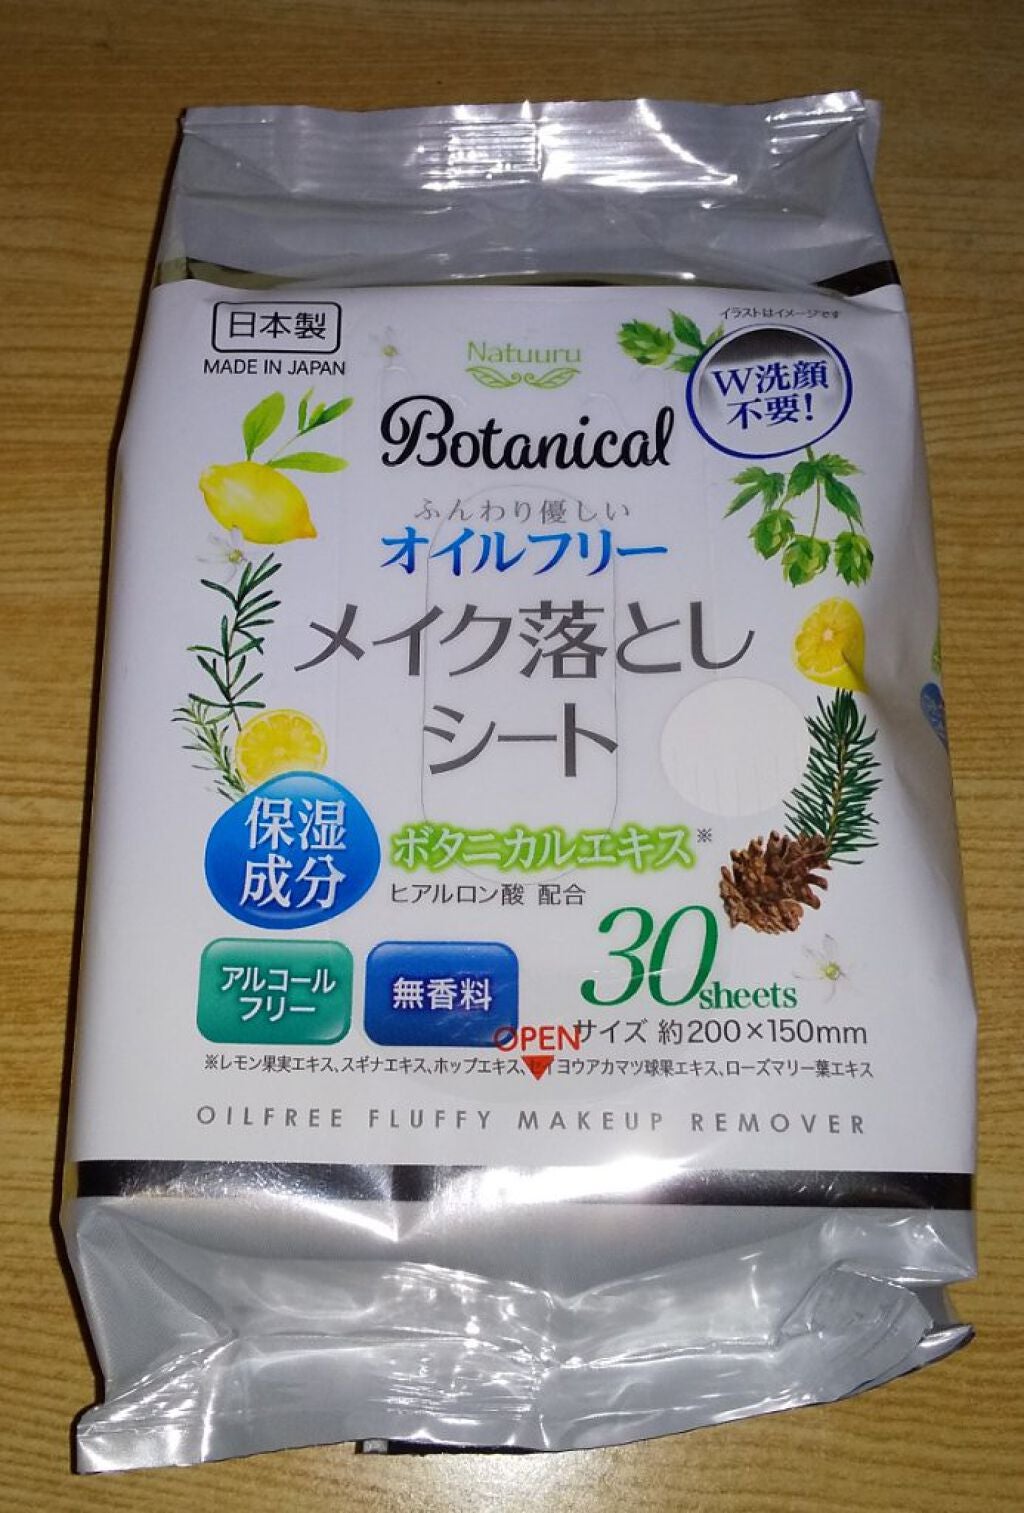 日本製
MADE IN JAPAN
Natuuru
Botanical
イラストはイメージです
W洗顔
不要!
ふんわり優しい
オイルフリー
メイク落とし
シート
保湿
成分
ボタニカルエキス※
ヒアルロン酸 配合
30 sheets
アルコール
フリー
無香料
OPEN
サイズ 約200×150mm
※レモン果実エキス、スギナエキス、ホップエキス、セイヨウアカマツ球果エキス、ローズマリー葉エキス
OILFREE FLUFFY MAKEUP REMOVER